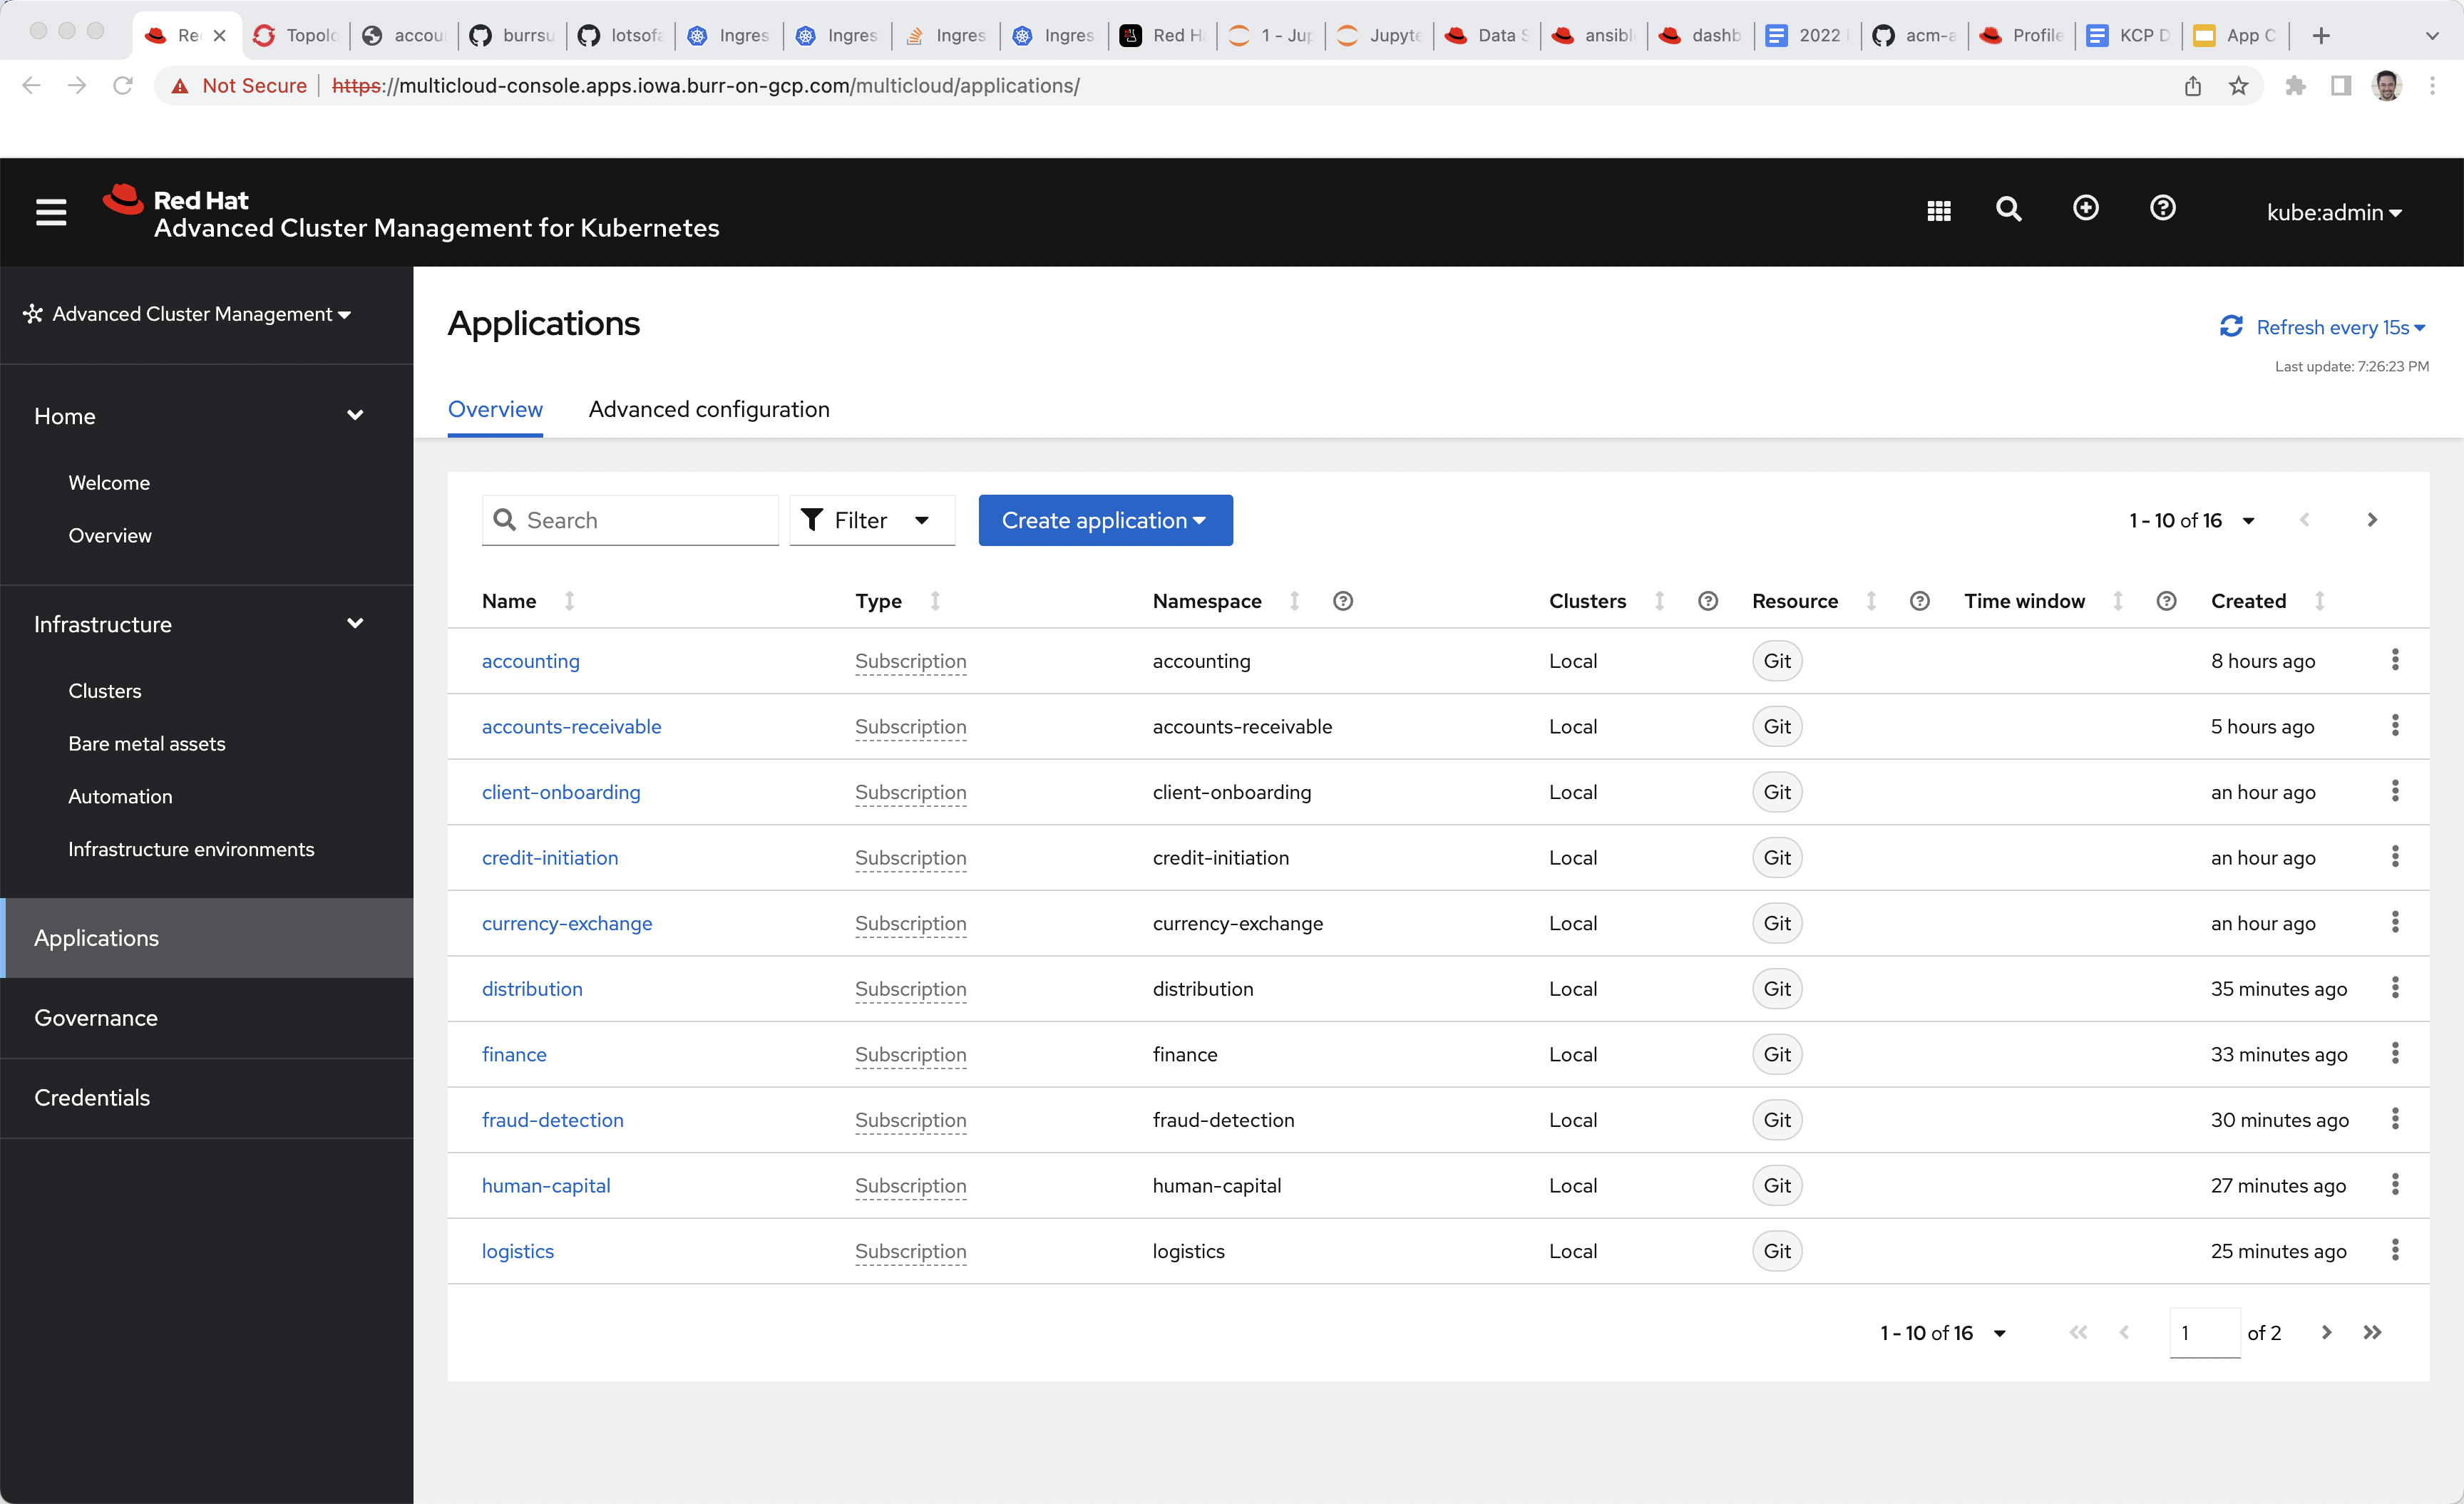 Re Topolo accour burrsu lotsofa Ingres Ingres Ingres Ingres Red H 1 - Jup Jupyte Data S ansibl dashb 2022 acm-a Profile KCP D App C
Not Secure https://multicloud-console.apps.iowa.burr-on-gcp.com/multicloud/applications/
Red Hat
Advanced Cluster Management for Kubernetes
kube:admin
Advanced Cluster Management
Home
Welcome
Overview
Infrastructure
Clusters
Bare metal assets
Automation
Infrastructure environments
Applications
Governance
Credentials
Applications
Refresh every 15s
Last update: 7:26:23 PM
Overview Advanced configuration
Search Filter Create application 1 - 10 of 16
Name Type Namespace Clusters Resource Time window Created
accounting Subscription accounting Local Git 8 hours ago
accounts-receivable Subscription accounts-receivable Local Git 5 hours ago
client-onboarding Subscription client-onboarding Local Git an hour ago
credit-initiation Subscription credit-initiation Local Git an hour ago
currency-exchange Subscription currency-exchange Local Git an hour ago
distribution Subscription distribution Local Git 35 minutes ago
finance Subscription finance Local Git 33 minutes ago
fraud-detection Subscription fraud-detection Local Git 30 minutes ago
human-capital Subscription human-capital Local Git 27 minutes ago
logistics Subscription logistics Local Git 25 minutes ago
1 - 10 of 16 1 of 2